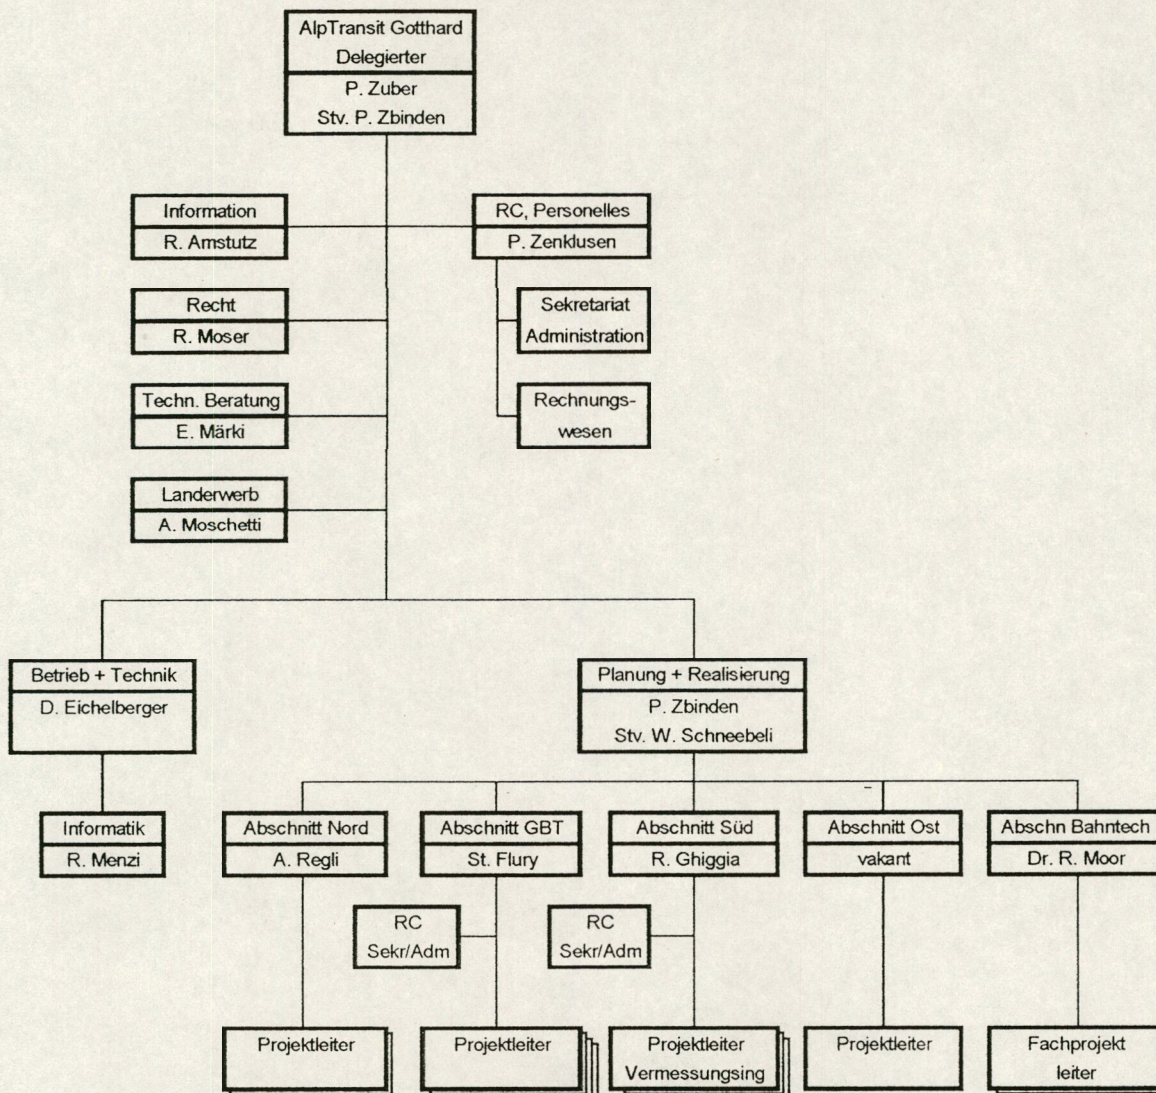 AlpTransit Gotthard
Delegierter
P. Zuber
Stv. P. Zbinden
Information
R. Amstutz
RC, Personelles
P. Zenklusen
Recht
R. Moser
Sekretariat
Administration
Techn. Beratung
E. Märki
Rechnungs-
wesen
Landerwerb
A. Moschetti
Betrieb + Technik
D. Eichelberger
Planung + Realisierung
P. Zbinden
Stv. W. Schneebeli
Informatik
R. Menzi
Abschnitt Nord
A. Regli
Abschnitt GBT
St. Flury
Abschnitt Süd
R. Ghiggia
Abschnitt Ost
vakant
Abschn Bahntech
Dr. R. Moor
RC
Sekr/Adm
RC
Sekr/Adm
Projektleiter
Projektleiter
Projektleiter
Vermessungsing
Projektleiter
Fachprojekt
leiter